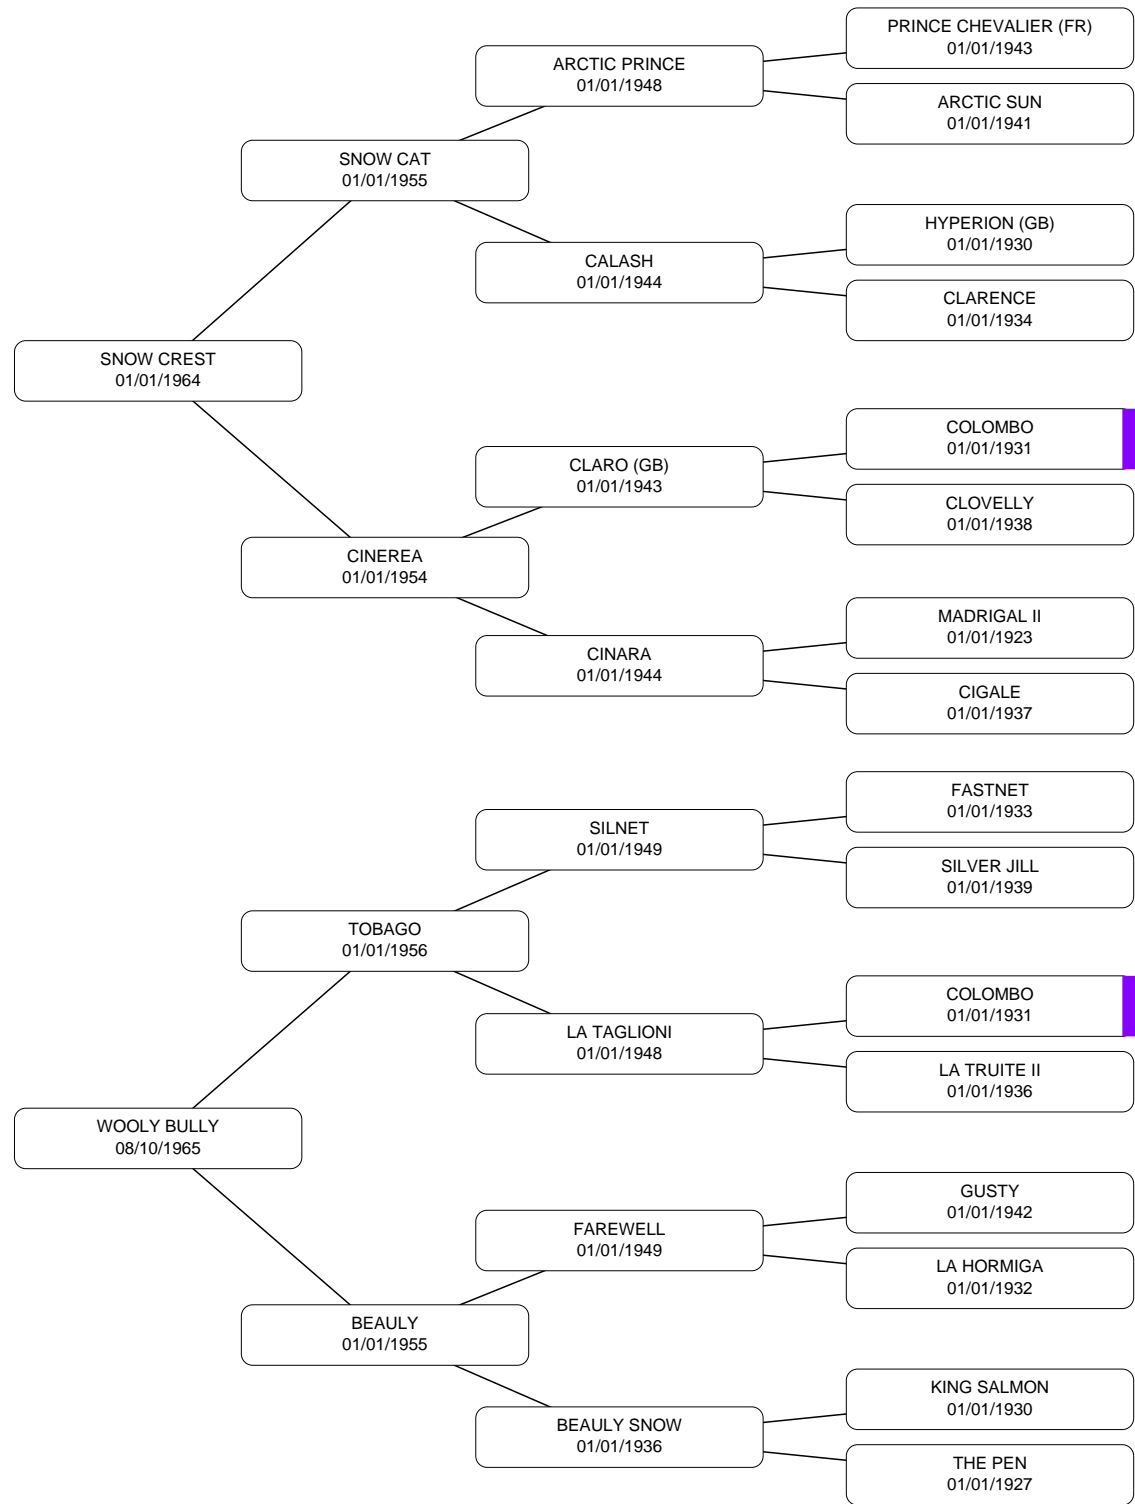 PRINCE CHEVALIER (FR)
01/01/1943
ARCTIC PRINCE
01/01/1948
ARCTIC SUN
01/01/1941
SNOW CAT
01/01/1955
HYPERION (GB)
01/01/1930
CALASH
01/01/1944
CLARENCE
01/01/1934
SNOW CREST
01/01/1964
COLOMBO
01/01/1931
CLARO (GB)
01/01/1943
CLOVELLY
01/01/1938
CINEREA
01/01/1954
MADRIGAL II
01/01/1923
CINARA
01/01/1944
CIGALE
01/01/1937
FASTNET
01/01/1933
SILNET
01/01/1949
SILVER JILL
01/01/1939
TOBAGO
01/01/1956
COLOMBO
01/01/1931
LA TAGLIONI
01/01/1948
LA TRUITE II
01/01/1936
WOOLY BULLY
08/10/1965
GUSTY
01/01/1942
FAREWELL
01/01/1949
LA HORMIGA
01/01/1932
BEAULY
01/01/1955
KING SALMON
01/01/1930
BEAULY SNOW
01/01/1936
THE PEN
01/01/1927